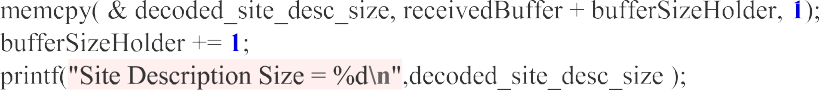 memcpy( & decoded_site_desc_size, receivedBuffer + bufferSizeHolder, 1);
bufferSizeHolder += 1;
printf("Site Description Size = %d\n",decoded_site_desc_size );